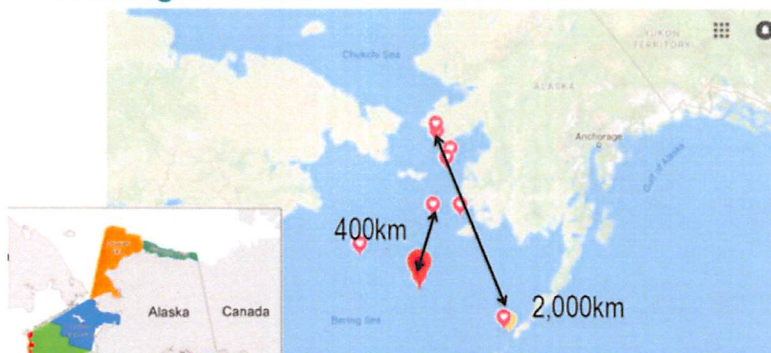 Chukchi Sea
YUKON
TERRITORY
ALASKA
Anchorage
Gulf of Alaska
400km
Alaska
Canada
Bering Sea
2,000km